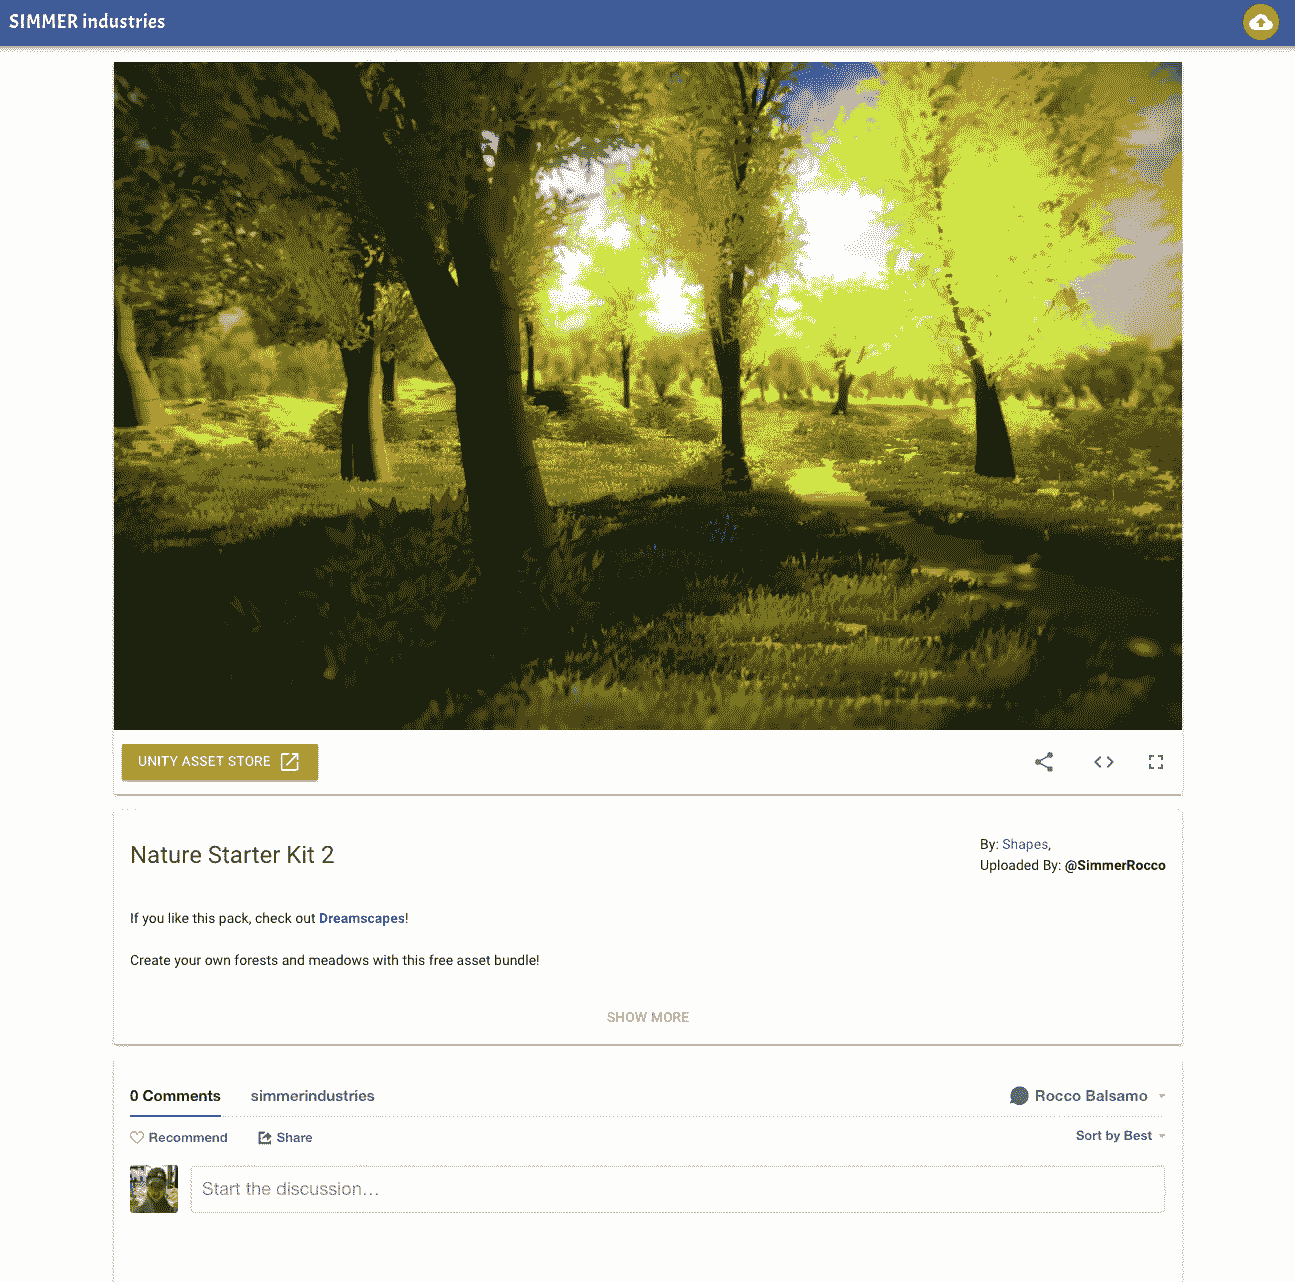 SIMMER industries
UNITY ASSET STORE
Nature Starter Kit 2
By: Shapes,
Uploaded By: @SimmerRocco
If you like this pack, check out Dreamscapes!
Create your own forests and meadows with this free asset bundle!
SHOW MORE
0 Comments simmerindustries Rocco Balsamo
Recommend Share Sort by Best
Start the discussion...